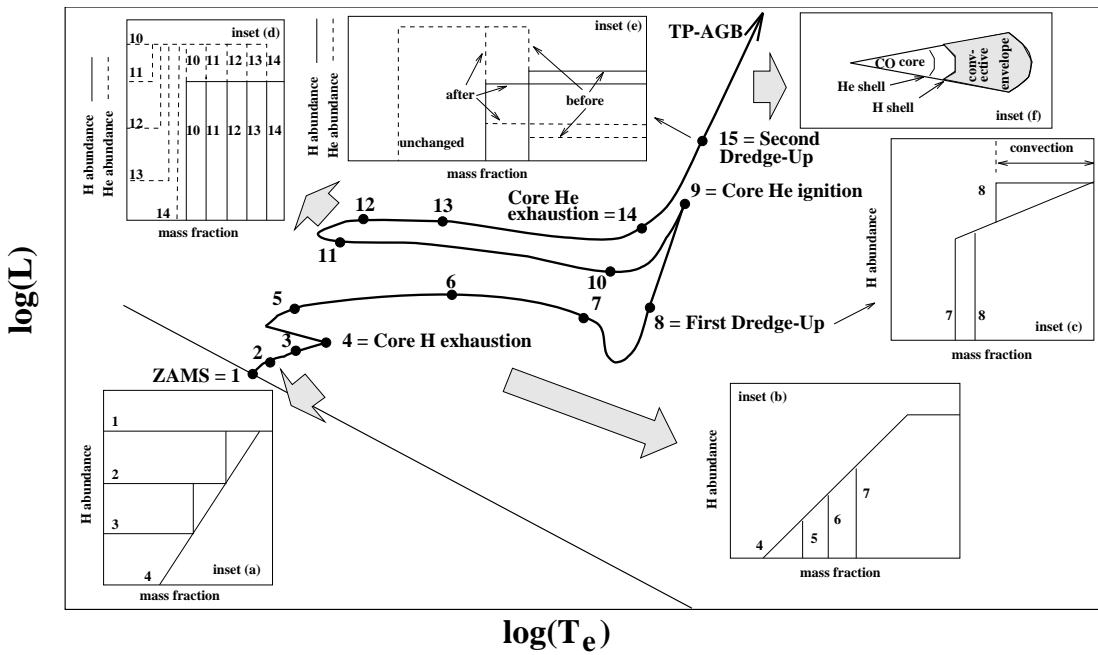 log(L)
log(T_e)
TP-AGB
15 = Second
Dredge-Up
9 = Core He ignition
Core He
exhaustion = 14
12
13
11
10
5
6
7
8 = First Dredge-Up
4 = Core H exhaustion
3
2
ZAMS = 1
inset (d)
10
11
12
13
14
10 11 12 13 14
10 11 12 13 14
mass fraction
H abundance
He abundance
inset (e)
after
before
unchanged
mass fraction
H abundance
He abundance
CO core
conv-
ective
envelope
He shell
H shell
inset (f)
convection
8
7
8
inset (c)
H abundance
mass fraction
inset (b)
4
5
6
7
H abundance
mass fraction
1
2
3
4
inset (a)
H abundance
mass fraction